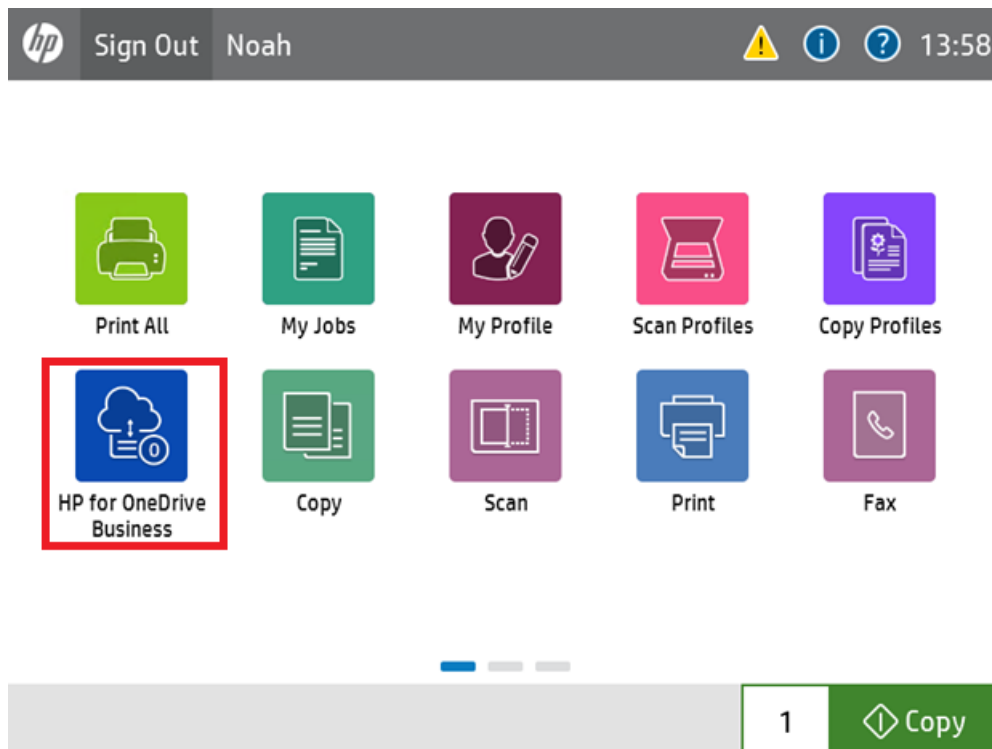 hp Sign Out Noah ! i ? 13:58
Print All My Jobs My Profile Scan Profiles Copy Profiles
HP for OneDrive Copy Scan Print Fax
Business
1 Copy